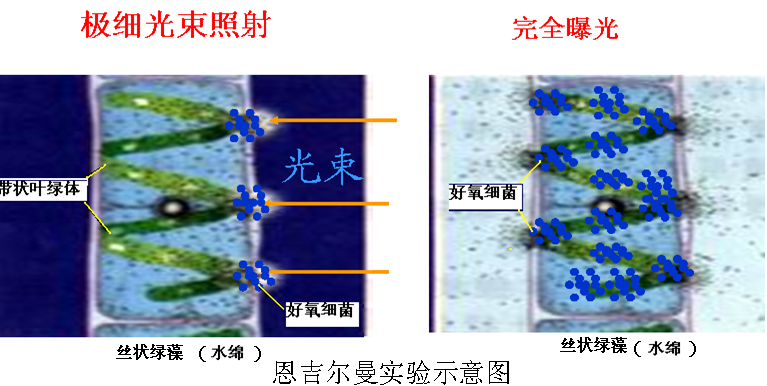 极细光束照射
完全曝光
光束
带状叶绿体
好氧细菌
好氧细菌
丝状绿藻（水绵）
丝状绿藻（水绵）
恩吉尔曼实验示意图